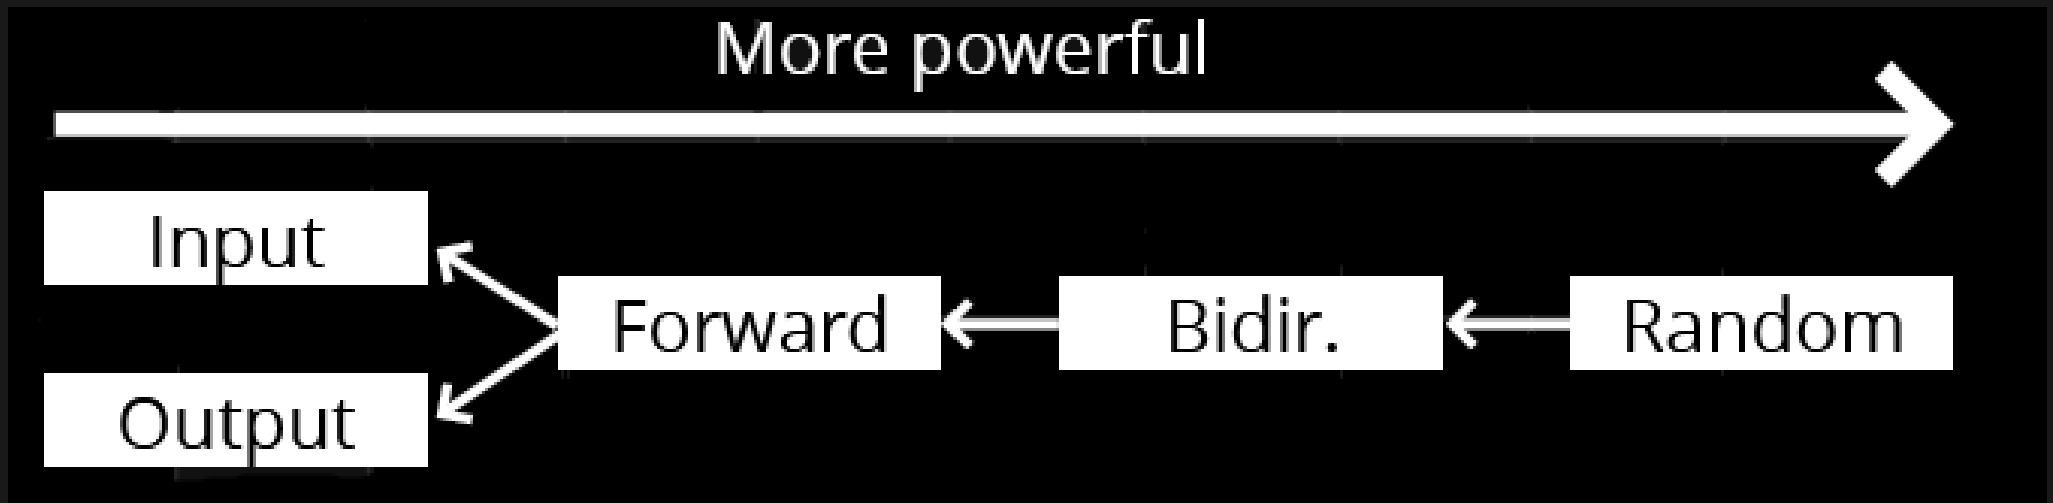 More powerful
Input
Output
Forward
Bidir.
Random